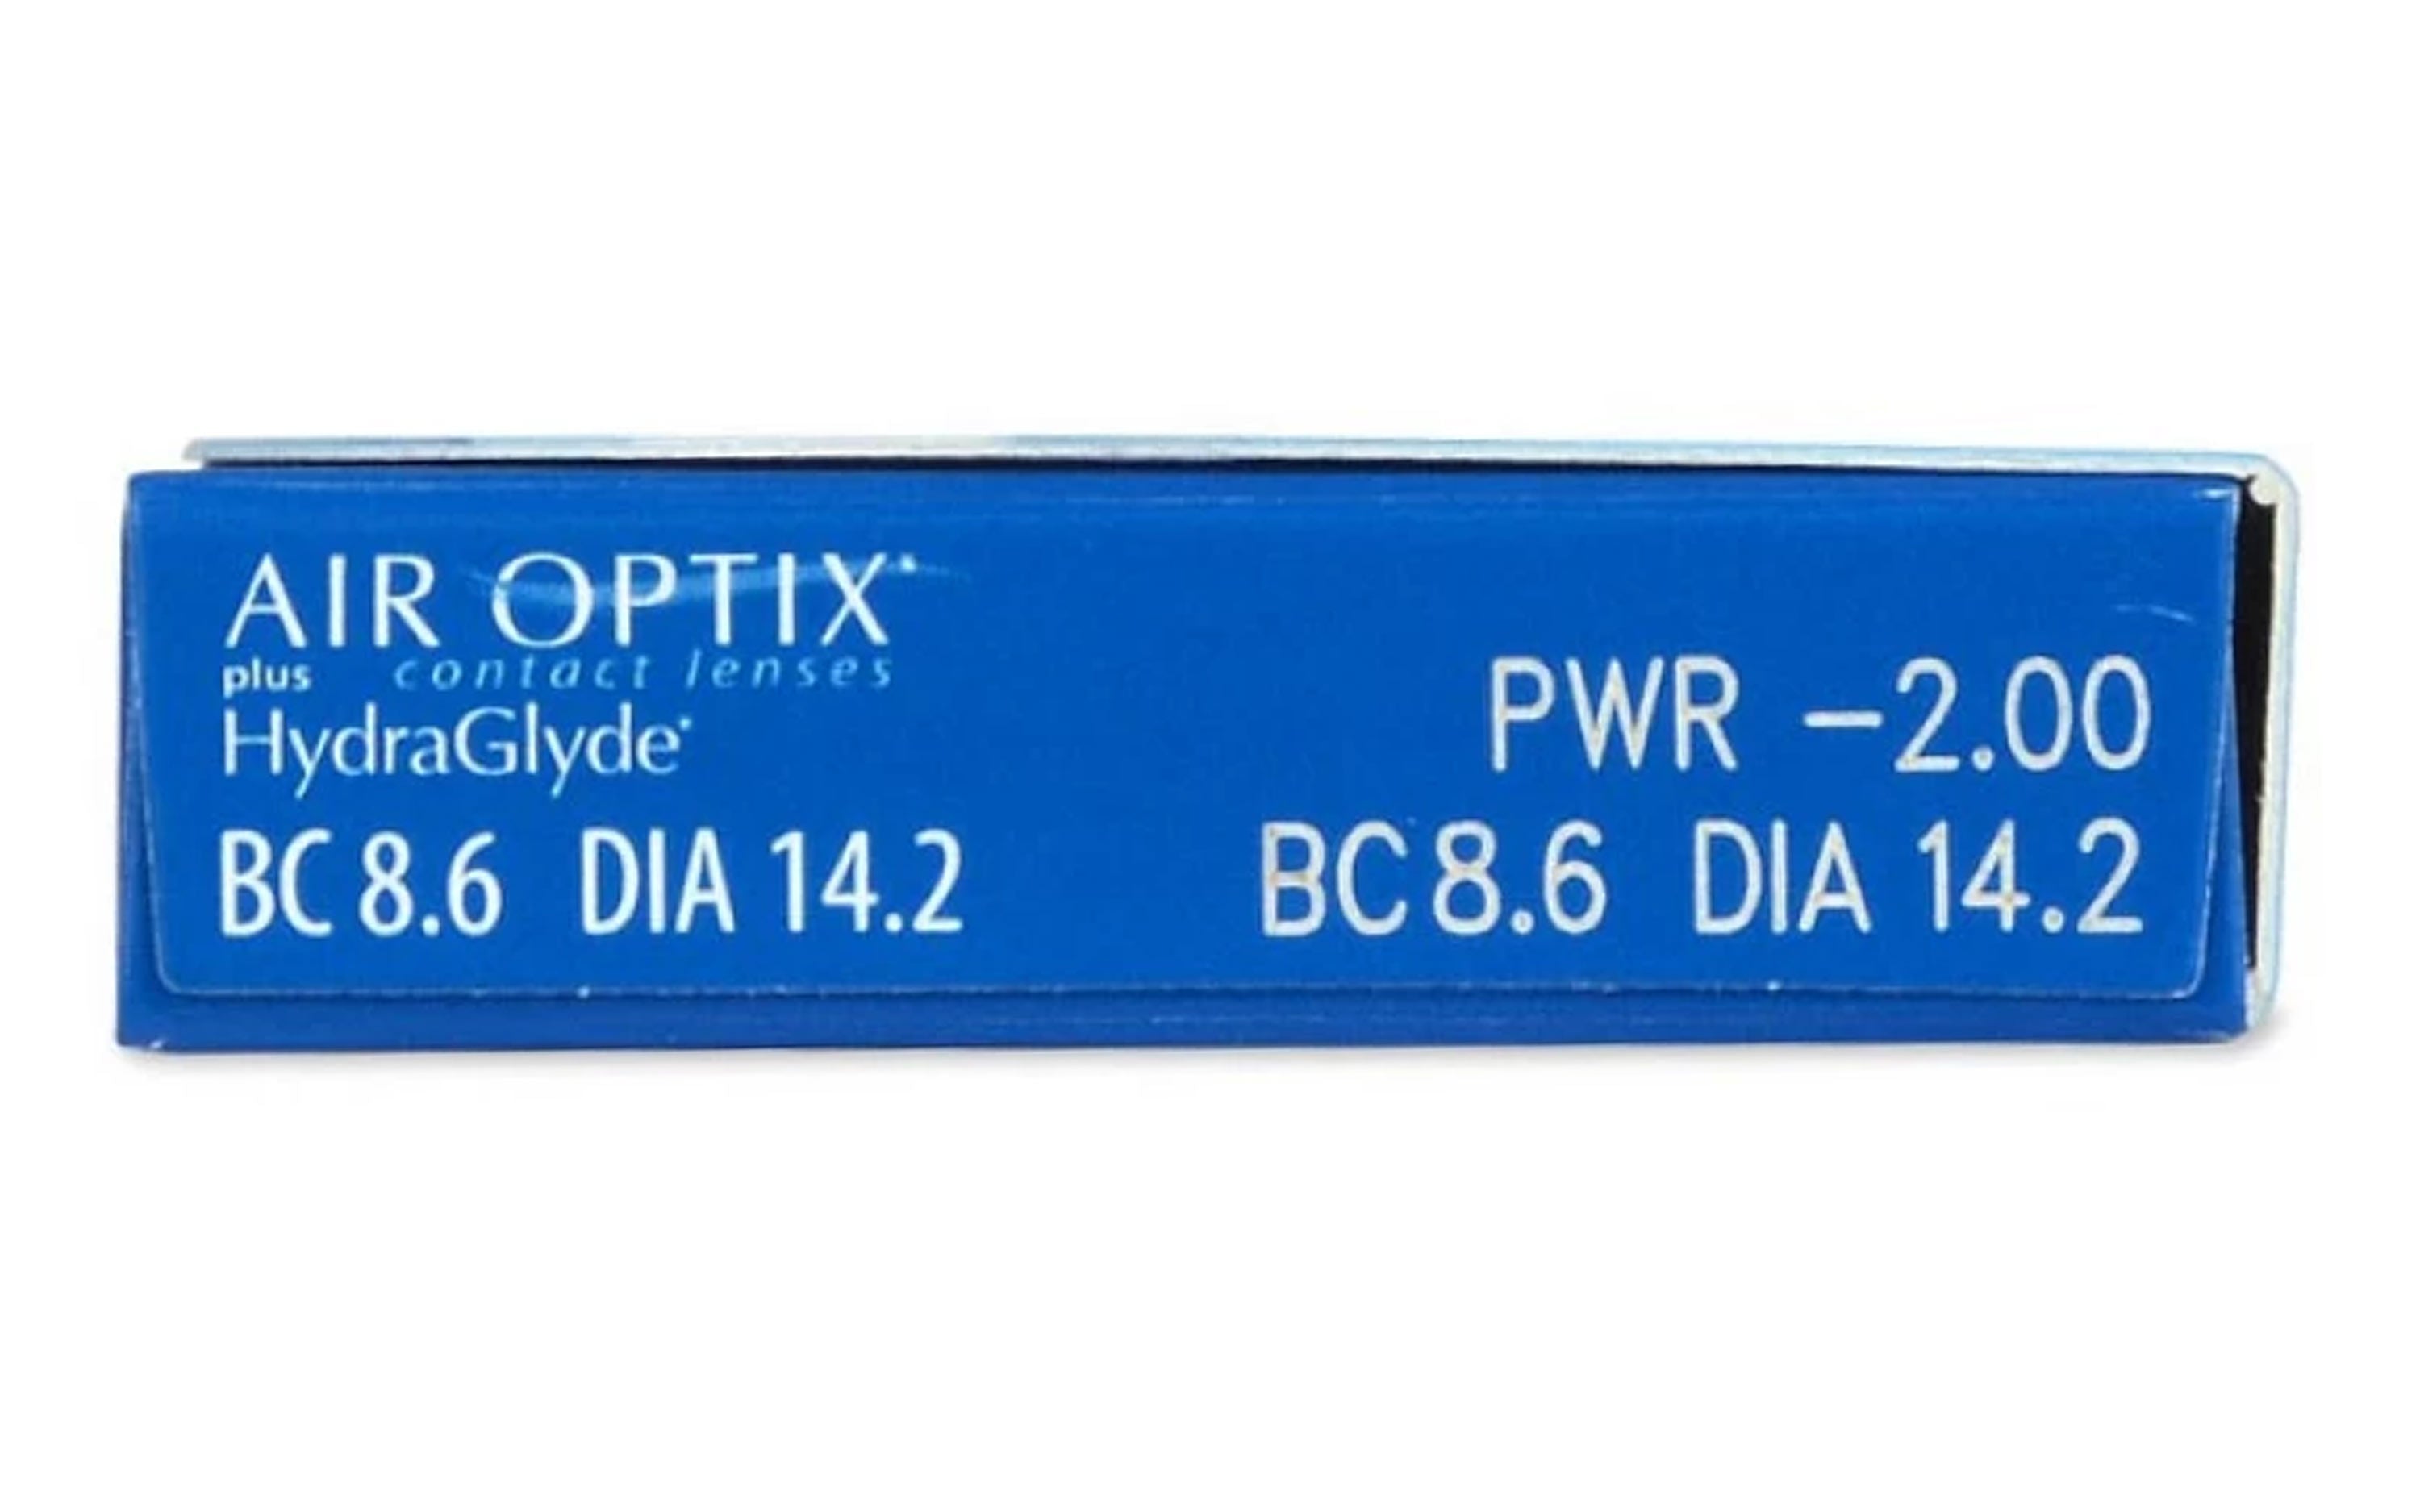 AIR OPTIX
plus contact lenses
HydraGlyde
BC 8.6 DIA 14.2
PWR -2.00
BC 8.6 DIA 14.2